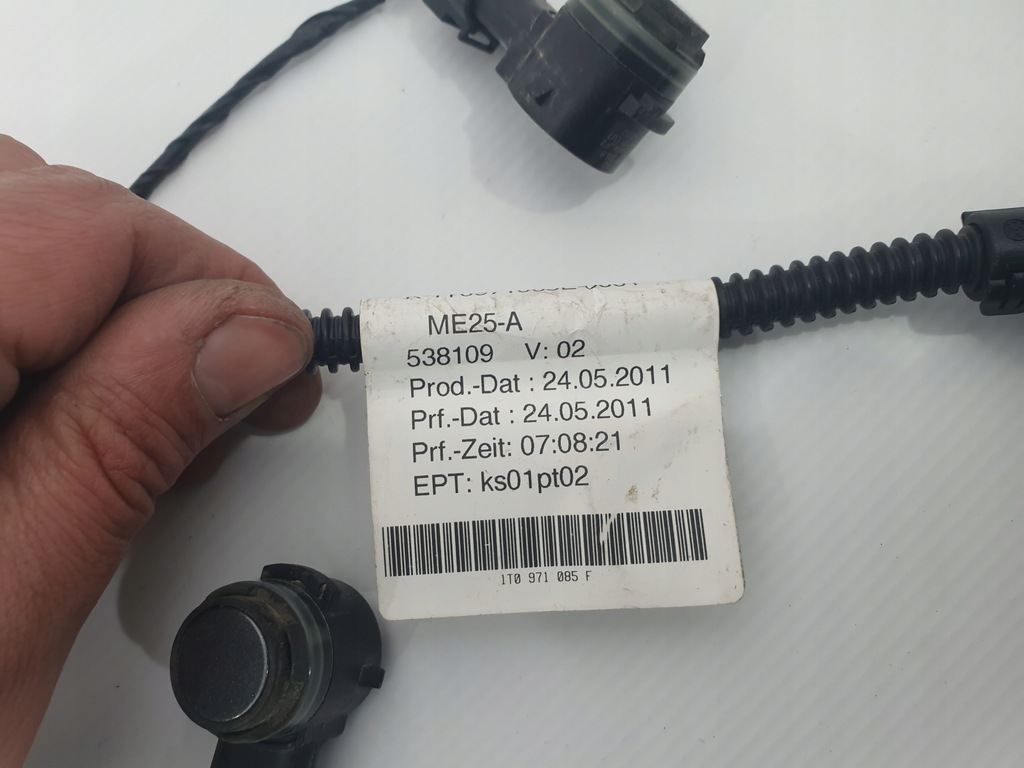 ME25-A
538109 V: 02
Prod.-Dat : 24.05.2011
Prf.-Dat : 24.05.2011
Prf.-Zeit: 07:08:21
EPT: ks01pt02
1T0 971 085 F